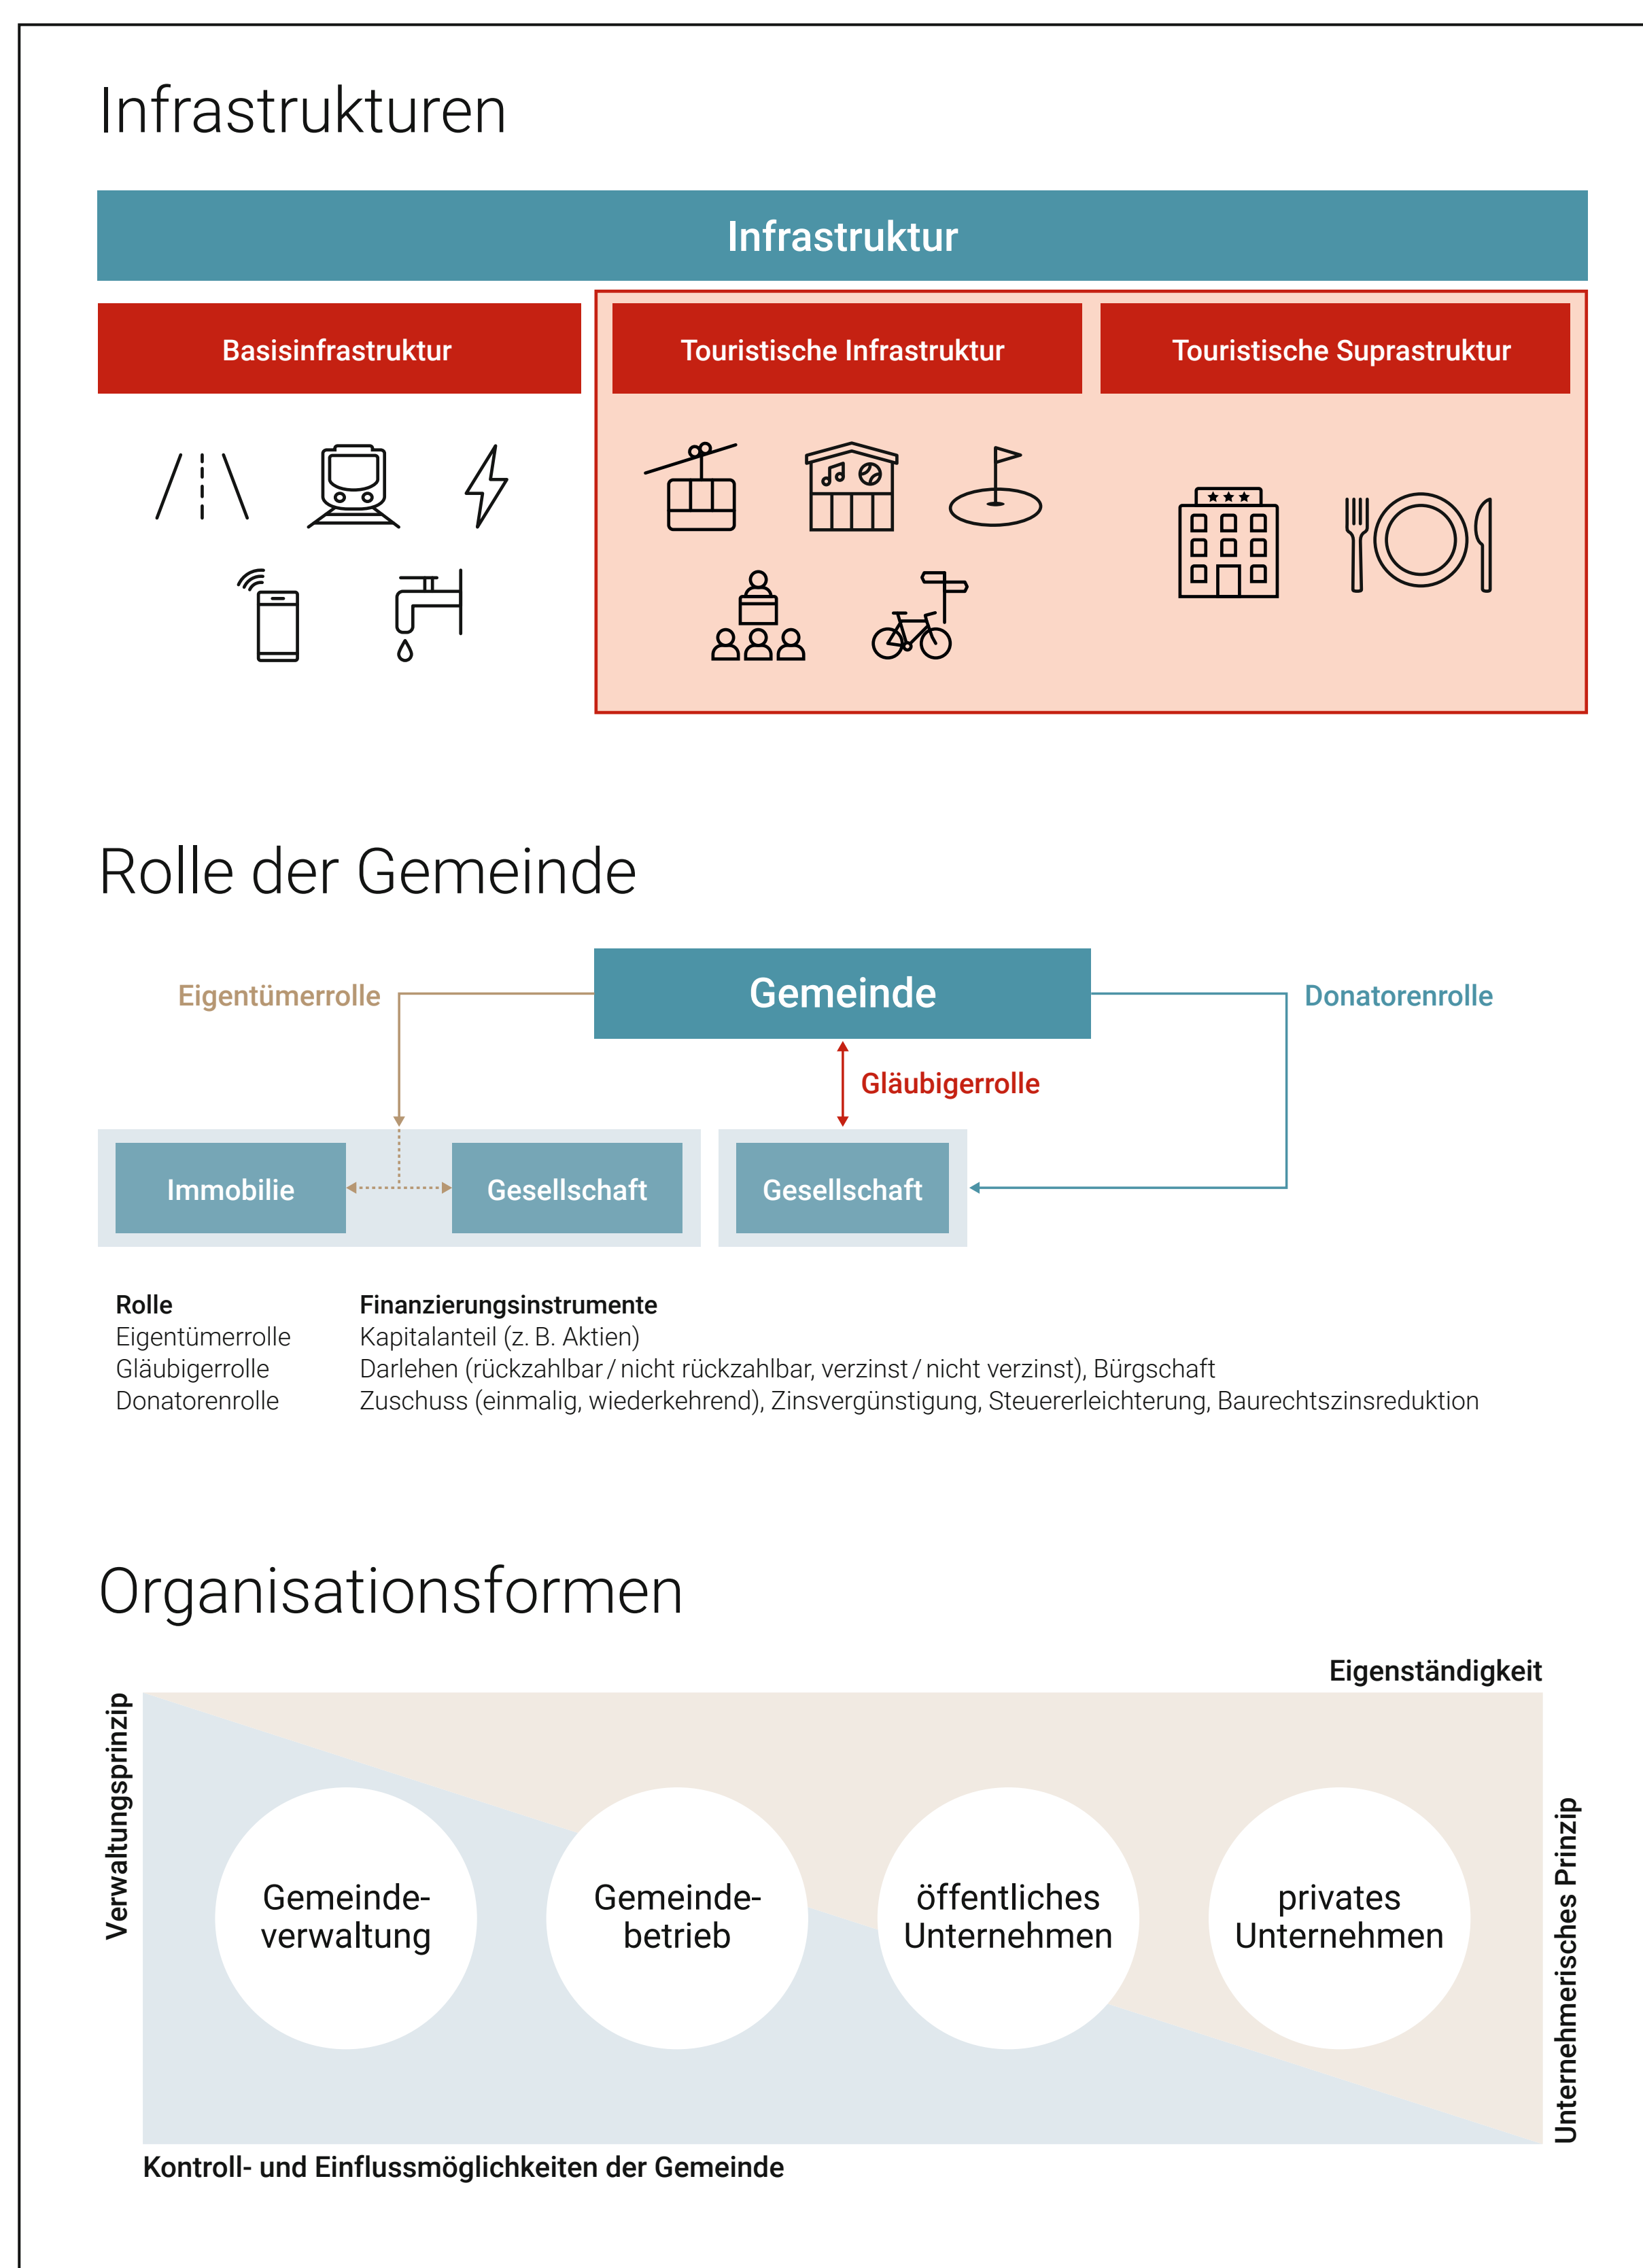 Infrastrukturen
Infrastruktur
Basisinfrastruktur
Touristische Infrastruktur
Touristische Suprastruktur
Rolle der Gemeinde
Eigentümerrolle
Gemeinde
Donatorenrolle
Gläubigerrolle
Immobilie
Gesellschaft
Gesellschaft
Rolle Finanzierungsinstrumente
Eigentümerrolle Kapitalanteil (z. B. Aktien)
Gläubigerrolle Darlehen (rückzahlbar / nicht rückzahlbar, verzinst / nicht verzinst), Bürgschaft
Donatorenrolle Zuschuss (einmalig, wiederkehrend), Zinsvergünstigung, Steuererleichterung, Baurechtszinsreduktion
Organisationsformen
Eigenständigkeit
Verwaltungsprinzip
Gemeinde-
verwaltung
Gemeinde-
betrieb
öffentliches
Unternehmen
privates
Unternehmen
Unternehmerisches Prinzip
Kontroll- und Einflussmöglichkeiten der Gemeinde